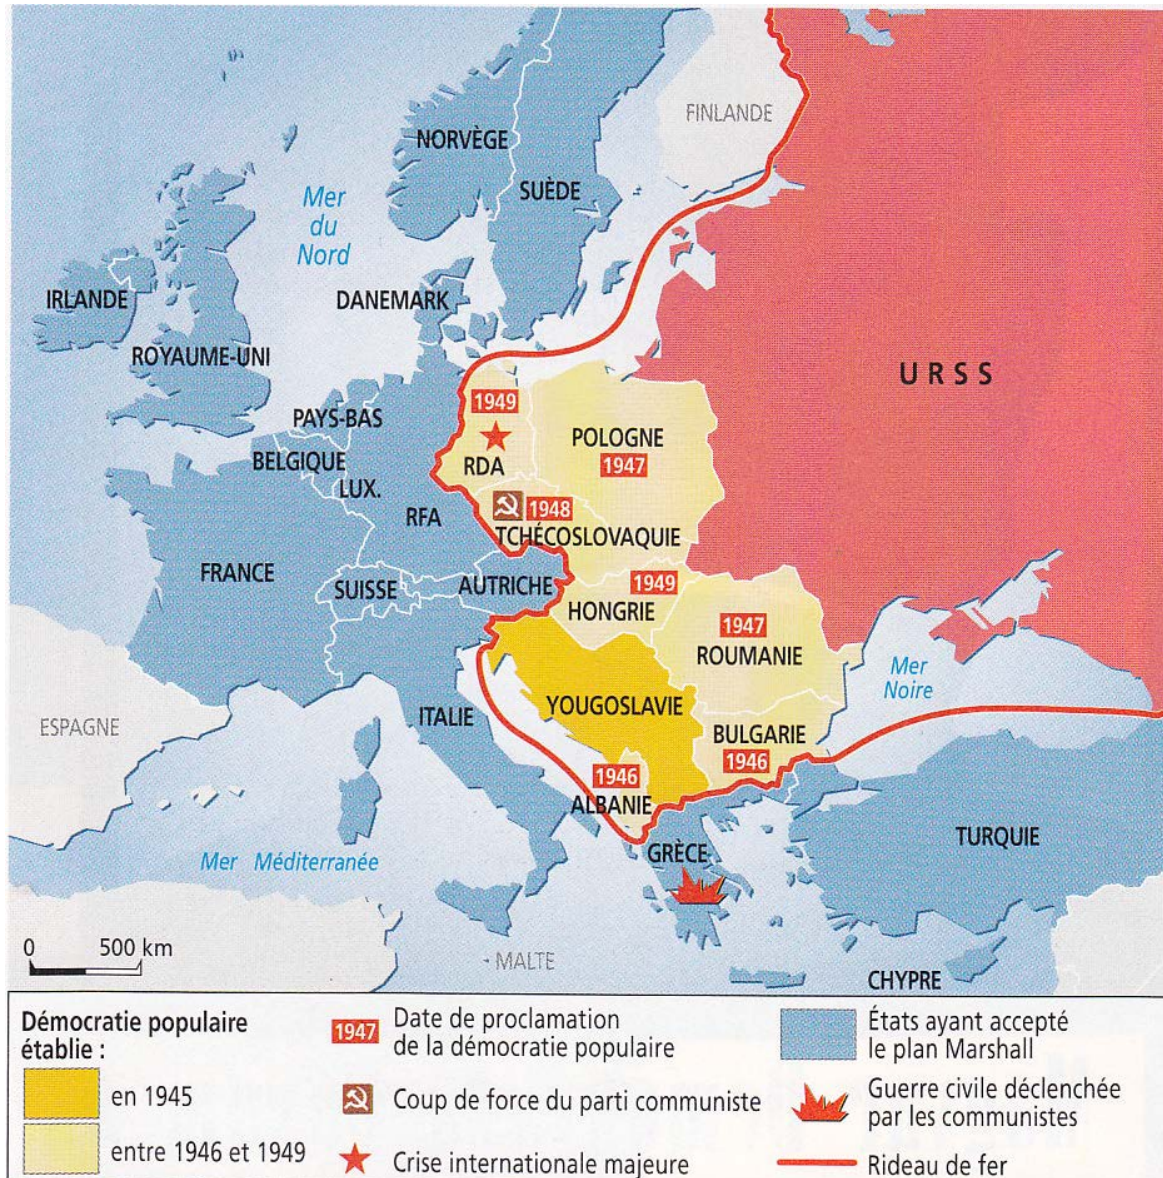 FINLANDE
NORVÈGE
SUÈDE
Mer
du
Nord
IRLANDE
DANEMARK
ROYAUME-UNI
URSS
PAYS-BAS
1949
POLOGNE
1947
BELGIQUE
RDA
LUX.
1948
RFA
TCHÉCOSLOVAQUIE
FRANCE
SUISSE
AUTRICHE
1949
HONGRIE
1947
ROUMANIE
Mer
Noire
ESPAGNE
ITALIE
YOUGOSLAVIE
BULGARIE
1946
1946
ALBANIE
TURQUIE
GRÈCE
Mer Méditerranée
0 500 km
MALTE
CHYPRE
Démocratie populaire
établie :
en 1945
entre 1946 et 1949
1947 Date de proclamation
de la démocratie populaire
Coup de force du parti communiste
Crise internationale majeure
États ayant accepté
le plan Marshall
Guerre civile déclenchée
par les communistes
Rideau de fer